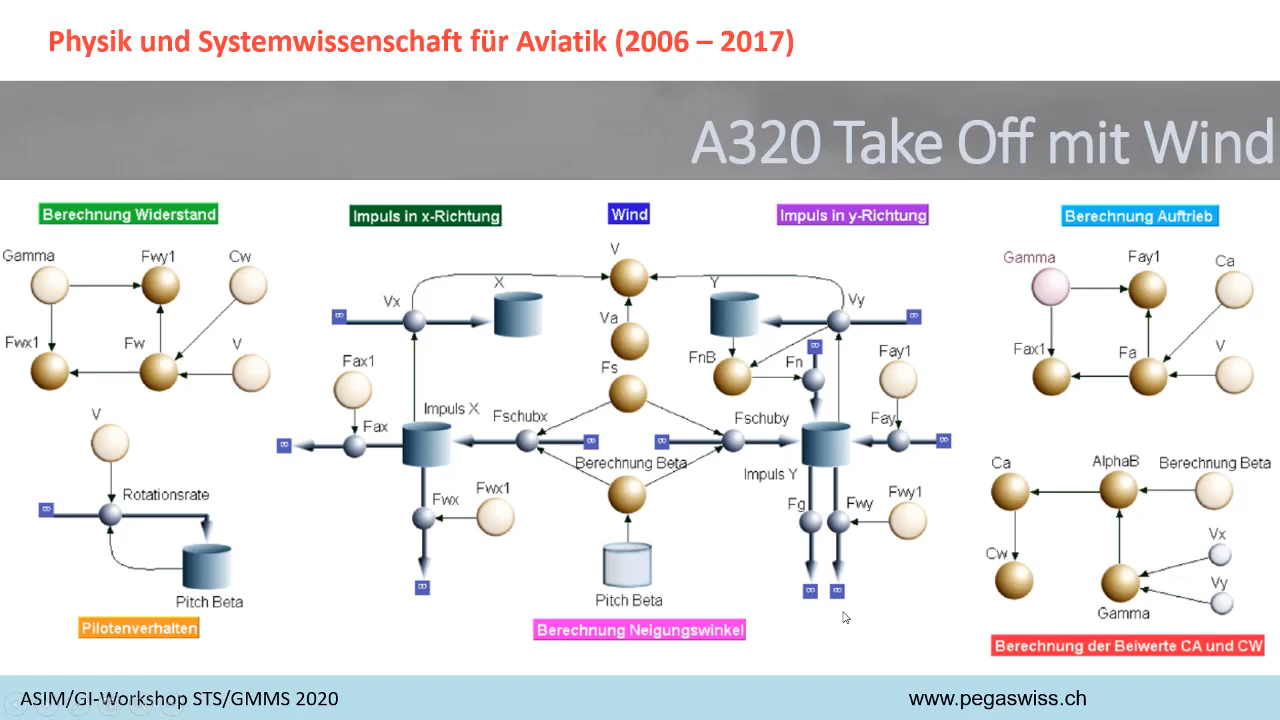 Physik und Systemwissenschaft für Aviatik (2006 – 2017)
A320 Take Off mit Wind
Berechnung Widerstand
Gamma
Fwy1
Cw
Fwx1
Fw
V
V
Rotationsrate
Pitch Beta
Pilotenverhalten
Impuls in x-Richtung
Vx
X
Fax1
Impuls X
Fax
Fschubx
Fwx
Fwx1
Wind
V
Va
Fs
Berechnung Beta
Pitch Beta
Berechnung Neigungswinkel
Impuls in y-Richtung
Y
Vy
FnB
Fn
Fay1
Fschuby
Fay
Impuls Y
Fg
Fwy
Fwy1
Berechnung Auftrieb
Gamma
Fay1
Ca
Fax1
Fa
V
Ca
AlphaB
Berechnung Beta
Cw
Vx
Vy
Gamma
Berechnung der Beiwerte CA und CW
ASIM/GI-Workshop STS/GMMS 2020
www.pegaswiss.ch